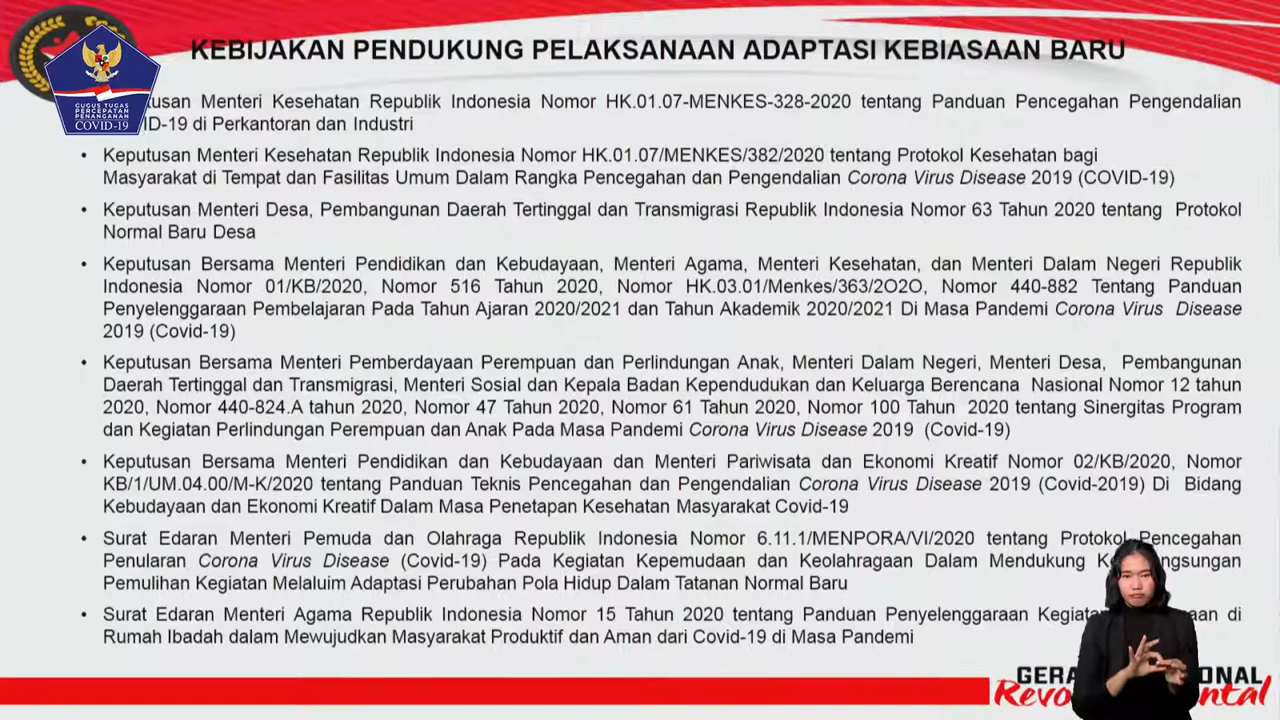 KEBIJAKAN PENDUKUNG PELAKSANAAN ADAPTASI KEBIASAAN BARU
GUGUS TUGAS
PERCEPATAN
PENANGANAN
COVID-19
Menteri Kesehatan Republik Indonesia Nomor HK.01.07-MENKES-328-2020 tentang Panduan Pencegahan Pengendalian
di Perkantoran dan Industri
• Keputusan Menteri Kesehatan Republik Indonesia Nomor HK.01.07/MENKES/382/2020 tentang Protokol Kesehatan bagi
Masyarakat di Tempat dan Fasilitas Umum Dalam Rangka Pencegahan dan Pengendalian Corona Virus Disease 2019 (COVID-19)
• Keputusan Menteri Desa, Pembangunan Daerah Tertinggal dan Transmigrasi Republik Indonesia Nomor 63 Tahun 2020 tentang Protokol
Normal Baru Desa
• Keputusan Bersama Menteri Pendidikan dan Kebudayaan, Menteri Agama, Menteri Kesehatan, dan Menteri Dalam Negeri Republik
Indonesia Nomor 01/KB/2020, Nomor 516 Tahun 2020, Nomor HK.03.01/Menkes/363/2O2O, Nomor 440-882 Tentang Panduan
Penyelenggaraan Pembelajaran Pada Tahun Ajaran 2020/2021 dan Tahun Akademik 2020/2021 Di Masa Pandemi Corona Virus Disease
2019 (Covid-19)
• Keputusan Bersama Menteri Pemberdayaan Perempuan dan Perlindungan Anak, Menteri Dalam Negeri, Menteri Desa, Pembangunan
Daerah Tertinggal dan Transmigrasi, Menteri Sosial dan Kepala Badan Kependudukan dan Keluarga Berencana Nasional Nomor 12 tahun
2020, Nomor 440-824.A tahun 2020, Nomor 47 Tahun 2020, Nomor 61 Tahun 2020, Nomor 100 Tahun 2020 tentang Sinergitas Program
dan Kegiatan Perlindungan Perempuan dan Anak Pada Masa Pandemi Corona Virus Disease 2019 (Covid-19)
• Keputusan Bersama Menteri Pendidikan dan Kebudayaan dan Menteri Pariwisata dan Ekonomi Kreatif Nomor 02/KB/2020, Nomor
KB/1/UM.04.00/M-K/2020 tentang Panduan Teknis Pencegahan dan Pengendalian Corona Virus Disease 2019 (Covid-2019) Di Bidang
Kebudayaan dan Ekonomi Kreatif Dalam Masa Penetapan Kesehatan Masyarakat Covid-19
• Surat Edaran Menteri Pemuda dan Olahraga Republik Indonesia Nomor 6.11.1/MENPORA/VI/2020 tentang Protokol Pencegahan
Penularan Corona Virus Disease (Covid-19) Pada Kegiatan Kepemudaan dan Keolahragaan Dalam Mendukung
Pemulihan Kegiatan Melaluim Adaptasi Perubahan Pola Hidup Dalam Tatanan Normal Baru
• Surat Edaran Menteri Agama Republik Indonesia Nomor 15 Tahun 2020 tentang Panduan Penyelenggaraan di
Rumah Ibadah dalam Mewujudkan Masyarakat Produktif dan Aman dari Covid-19 di Masa Pandemi